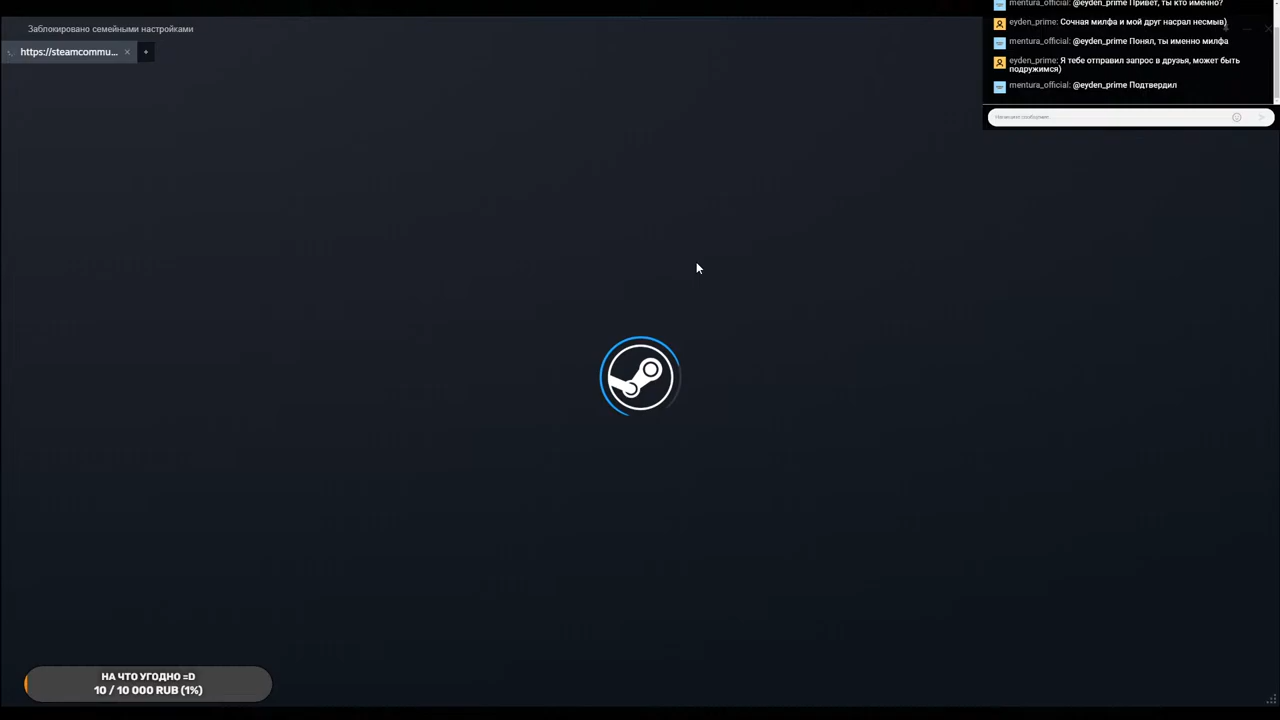 Заблокировано семейными настройками
https://steamcommu...
mentura_official: @eyden_prime Привет, ты кто именно?
eyden_prime: Сочная милфа и мой друг насрал несмыв)
mentura_official: @eyden_prime Понял, ты именно милфа
eyden_prime: Я тебе отправил запрос в друзья, может быть
подружимся)
mentura_official: @eyden_prime Подтвердил
Напишите сообщение
НА ЧТО УГОДНО =D
10 / 10 000 RUB (1%)